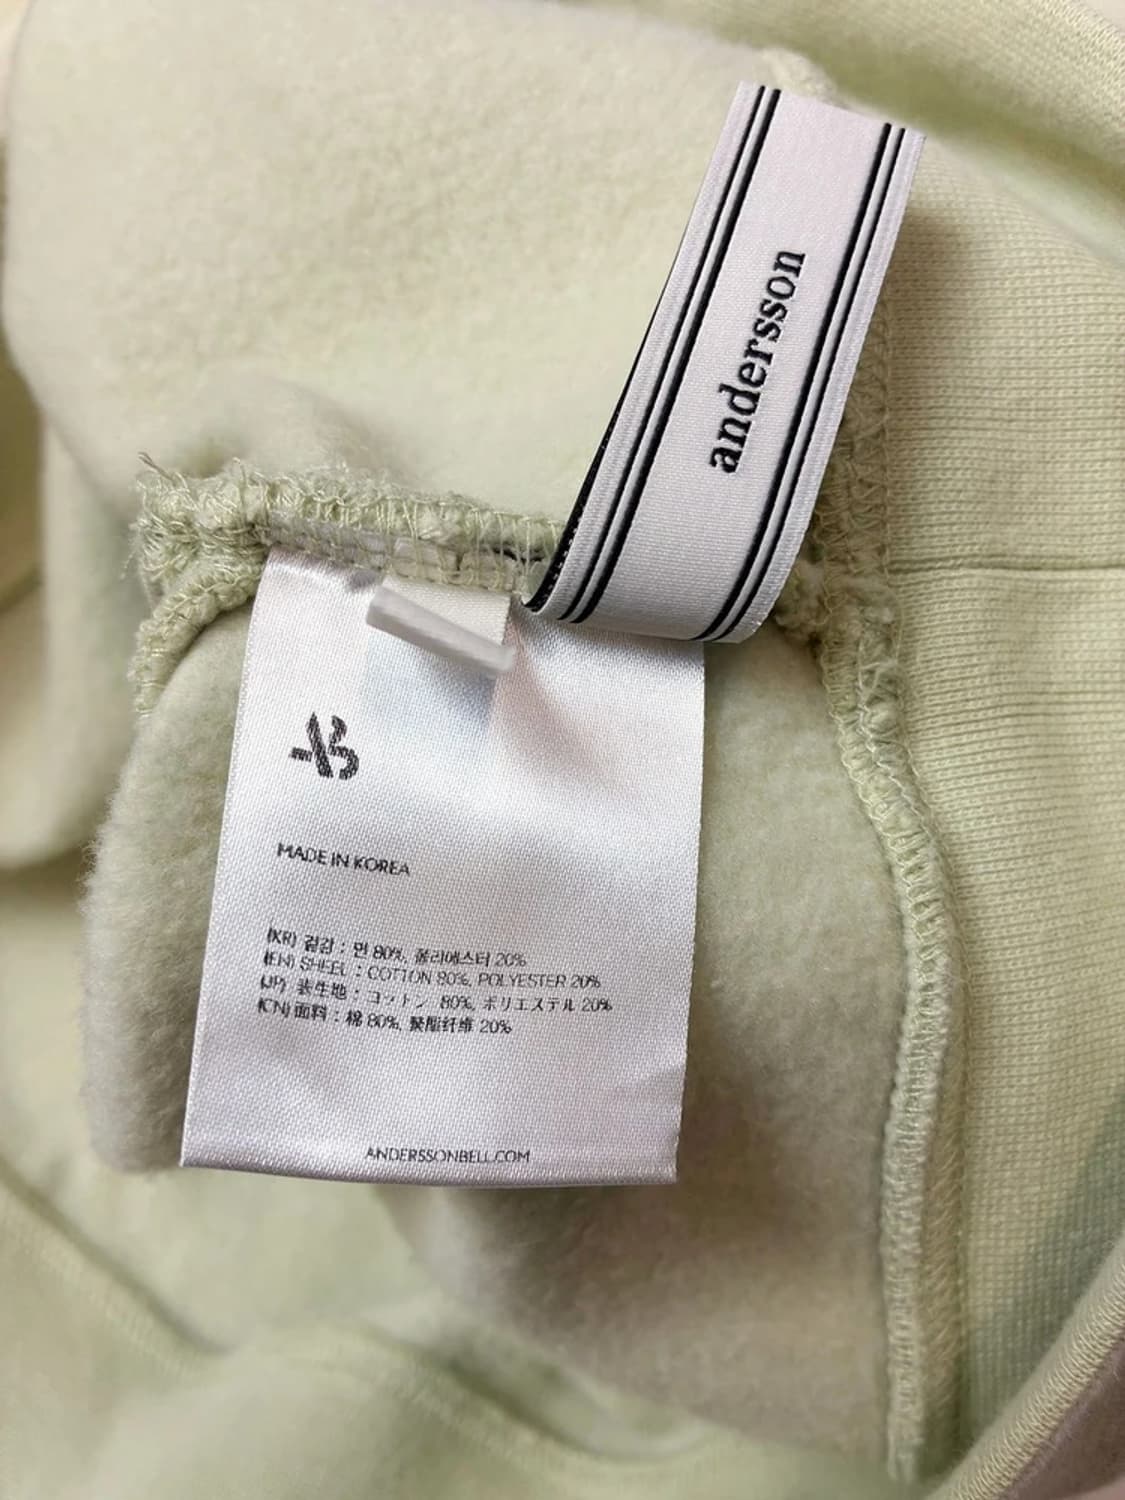 andersson
AB
MADE IN KOREA
(KR) 겉감 : 면 80%, 폴리에스터 20%
(EN) SHELL : COTTON 80%, POLYESTER 20%
(JP) 表生地 : コットン 80%, ポリエステル 20%
(CN) 面料 : 棉 80%, 聚酯纤维 20%
ANDERSSONBELL.COM